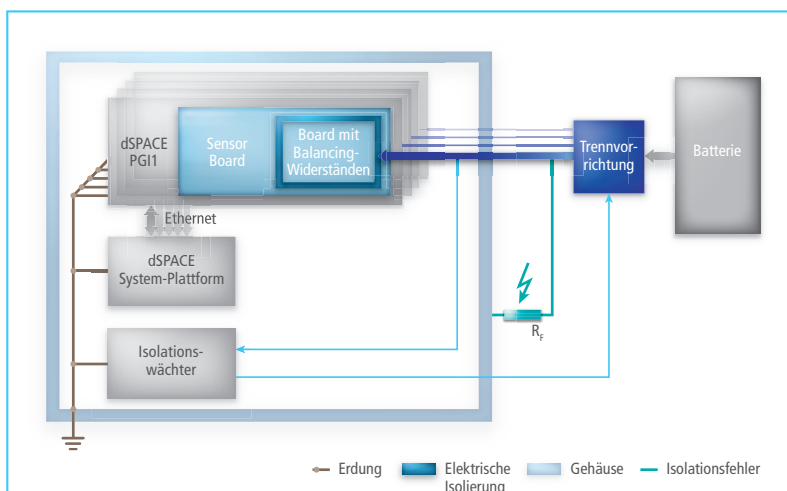 dSPACE
PGI1
Sensor
Board
Board mit
Balancing-
Widerständen
Trennvor-
richtung
Batterie
Ethernet
dSPACE
System-Plattform
R_F
Isolations-
wächter
Erdung
Elektrische
Isolierung
Gehäuse
Isolationsfehler